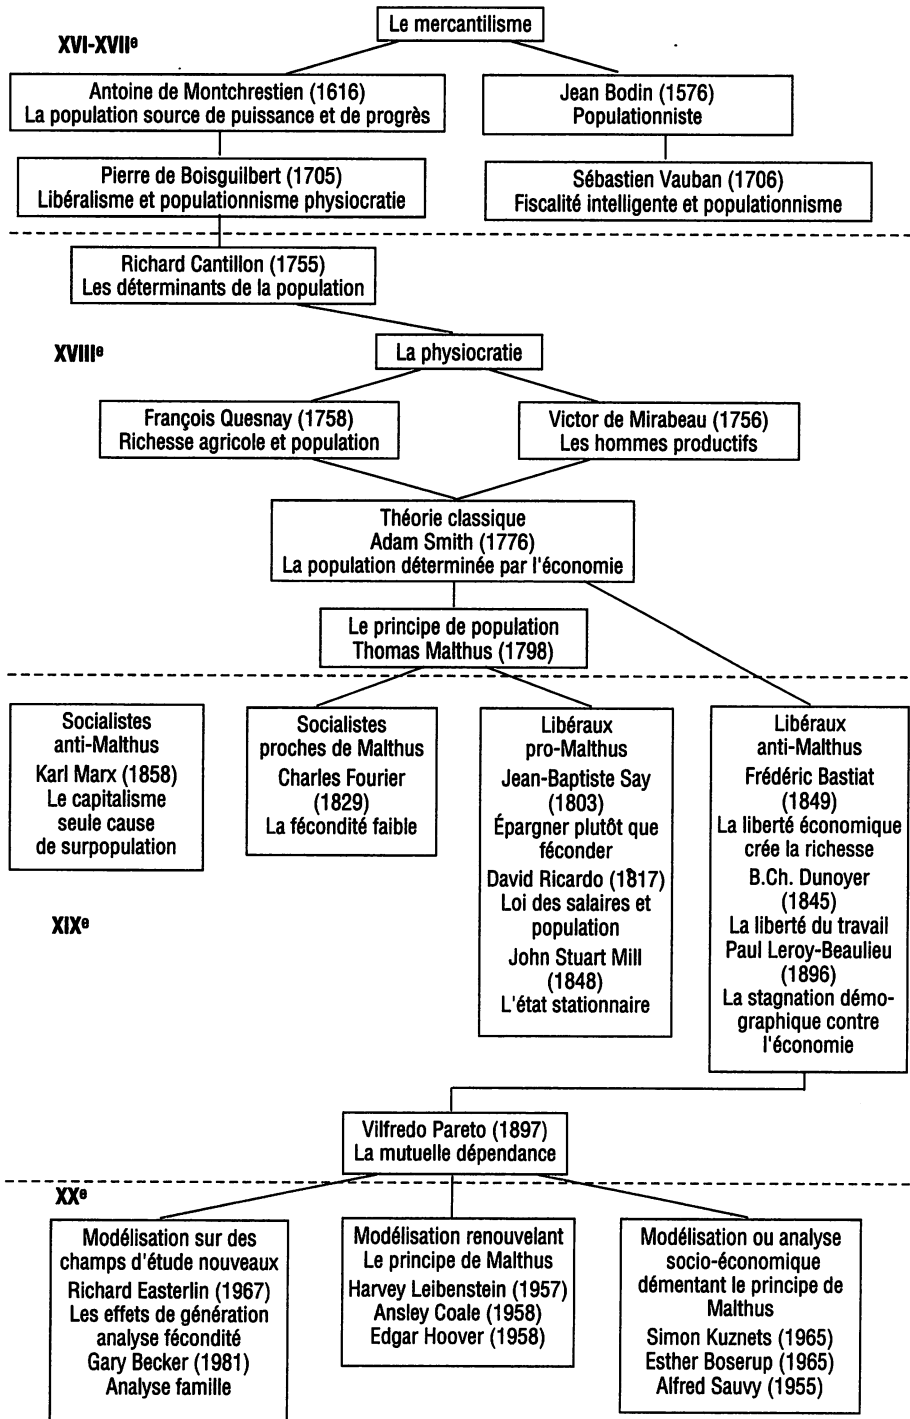 Le mercantilisme
XVI-XVIIe
Antoine de Montchrestien (1616)
La population source de puissance et de progrès
Jean Bodin (1576)
Populationniste
Pierre de Boisguilbert (1705)
Libéralisme et populationnisme physiocratie
Sébastien Vauban (1706)
Fiscalité intelligente et populationnisme
Richard Cantillon (1755)
Les déterminants de la population
XVIIIe
La physiocratie
François Quesnay (1758)
Richesse agricole et population
Victor de Mirabeau (1756)
Les hommes productifs
Théorie classique
Adam Smith (1776)
La population déterminée par l'économie
Le principe de population
Thomas Malthus (1798)
Socialistes
anti-Malthus
Karl Marx (1858)
Le capitalisme
seule cause
de surpopulation
Socialistes
proches de Malthus
Charles Fourier
(1829)
La fécondité faible
Libéraux
pro-Malthus
Jean-Baptiste Say
(1803)
Épargner plutôt que
féconder
David Ricardo (1817)
Loi des salaires et
population
John Stuart Mill
(1848)
L'état stationnaire
Libéraux
anti-Malthus
Frédéric Bastiat
(1849)
La liberté économique
crée la richesse
B.Ch. Dunoyer
(1845)
La liberté du travail
Paul Leroy-Beaulieu
(1896)
La stagnation démo-
graphique contre
l'économie
XIXe
Vilfredo Pareto (1897)
La mutuelle dépendance
XXe
Modélisation sur des
champs d'étude nouveaux
Richard Easterlin (1967)
Les effets de génération
analyse fécondité
Gary Becker (1981)
Analyse famille
Modélisation renouvelant
Le principe de Malthus
Harvey Leibenstein (1957)
Ansley Coale (1958)
Edgar Hoover (1958)
Modélisation ou analyse
socio-économique
démentant le principe de
Malthus
Simon Kuznets (1965)
Esther Boserup (1965)
Alfred Sauvy (1955)